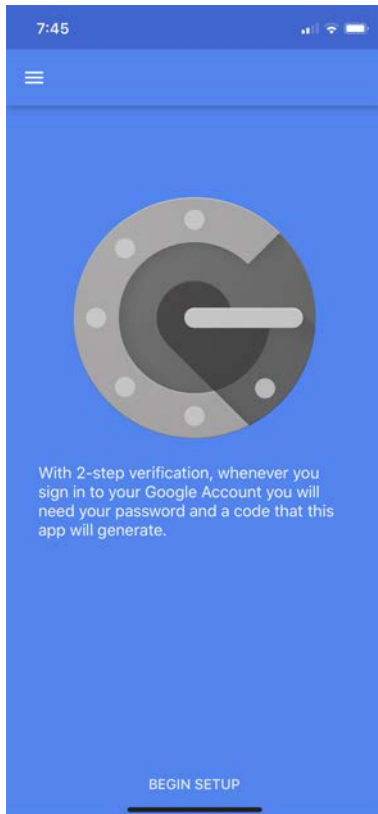 7:45
With 2-step verification, whenever you
sign in to your Google Account you will
need your password and a code that this
app will generate.
BEGIN SETUP